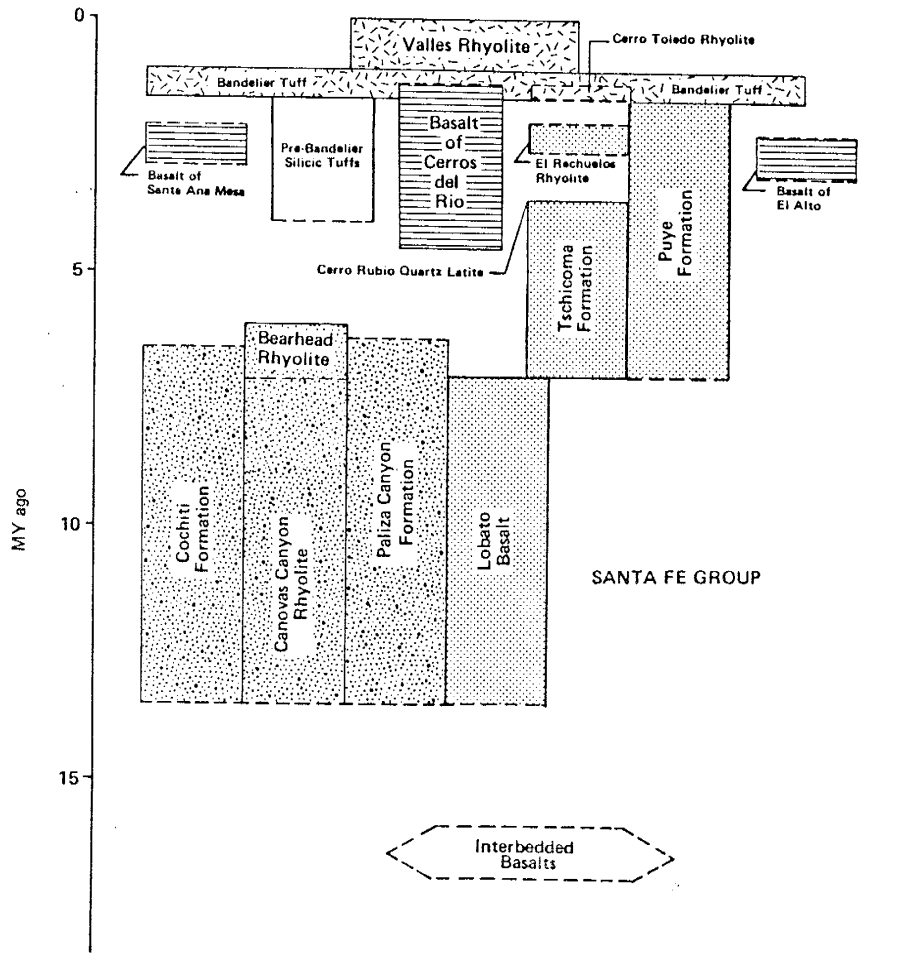 0
Valles Rhyolite
Cerro Toledo Rhyolite
Bandelier Tuff
Bandelier Tuff
Basalt of
Santa Ana Mesa
Pre-Bandelier
Silicic Tuffs
Basalt
of
Cerros
del
Rio
El Rechuelos
Rhyolite
Puye
Formation
Basalt of
El Alto
5
Cerro Rubio Quartz Latite
Tschicoma
Formation
Bearhead
Rhyolite
Cochiti
Formation
Canovas Canyon
Rhyolite
Paliza Canyon
Formation
Lobato
Basalt
MY ago
10
SANTA FE GROUP
15
Interbedded
Basalts